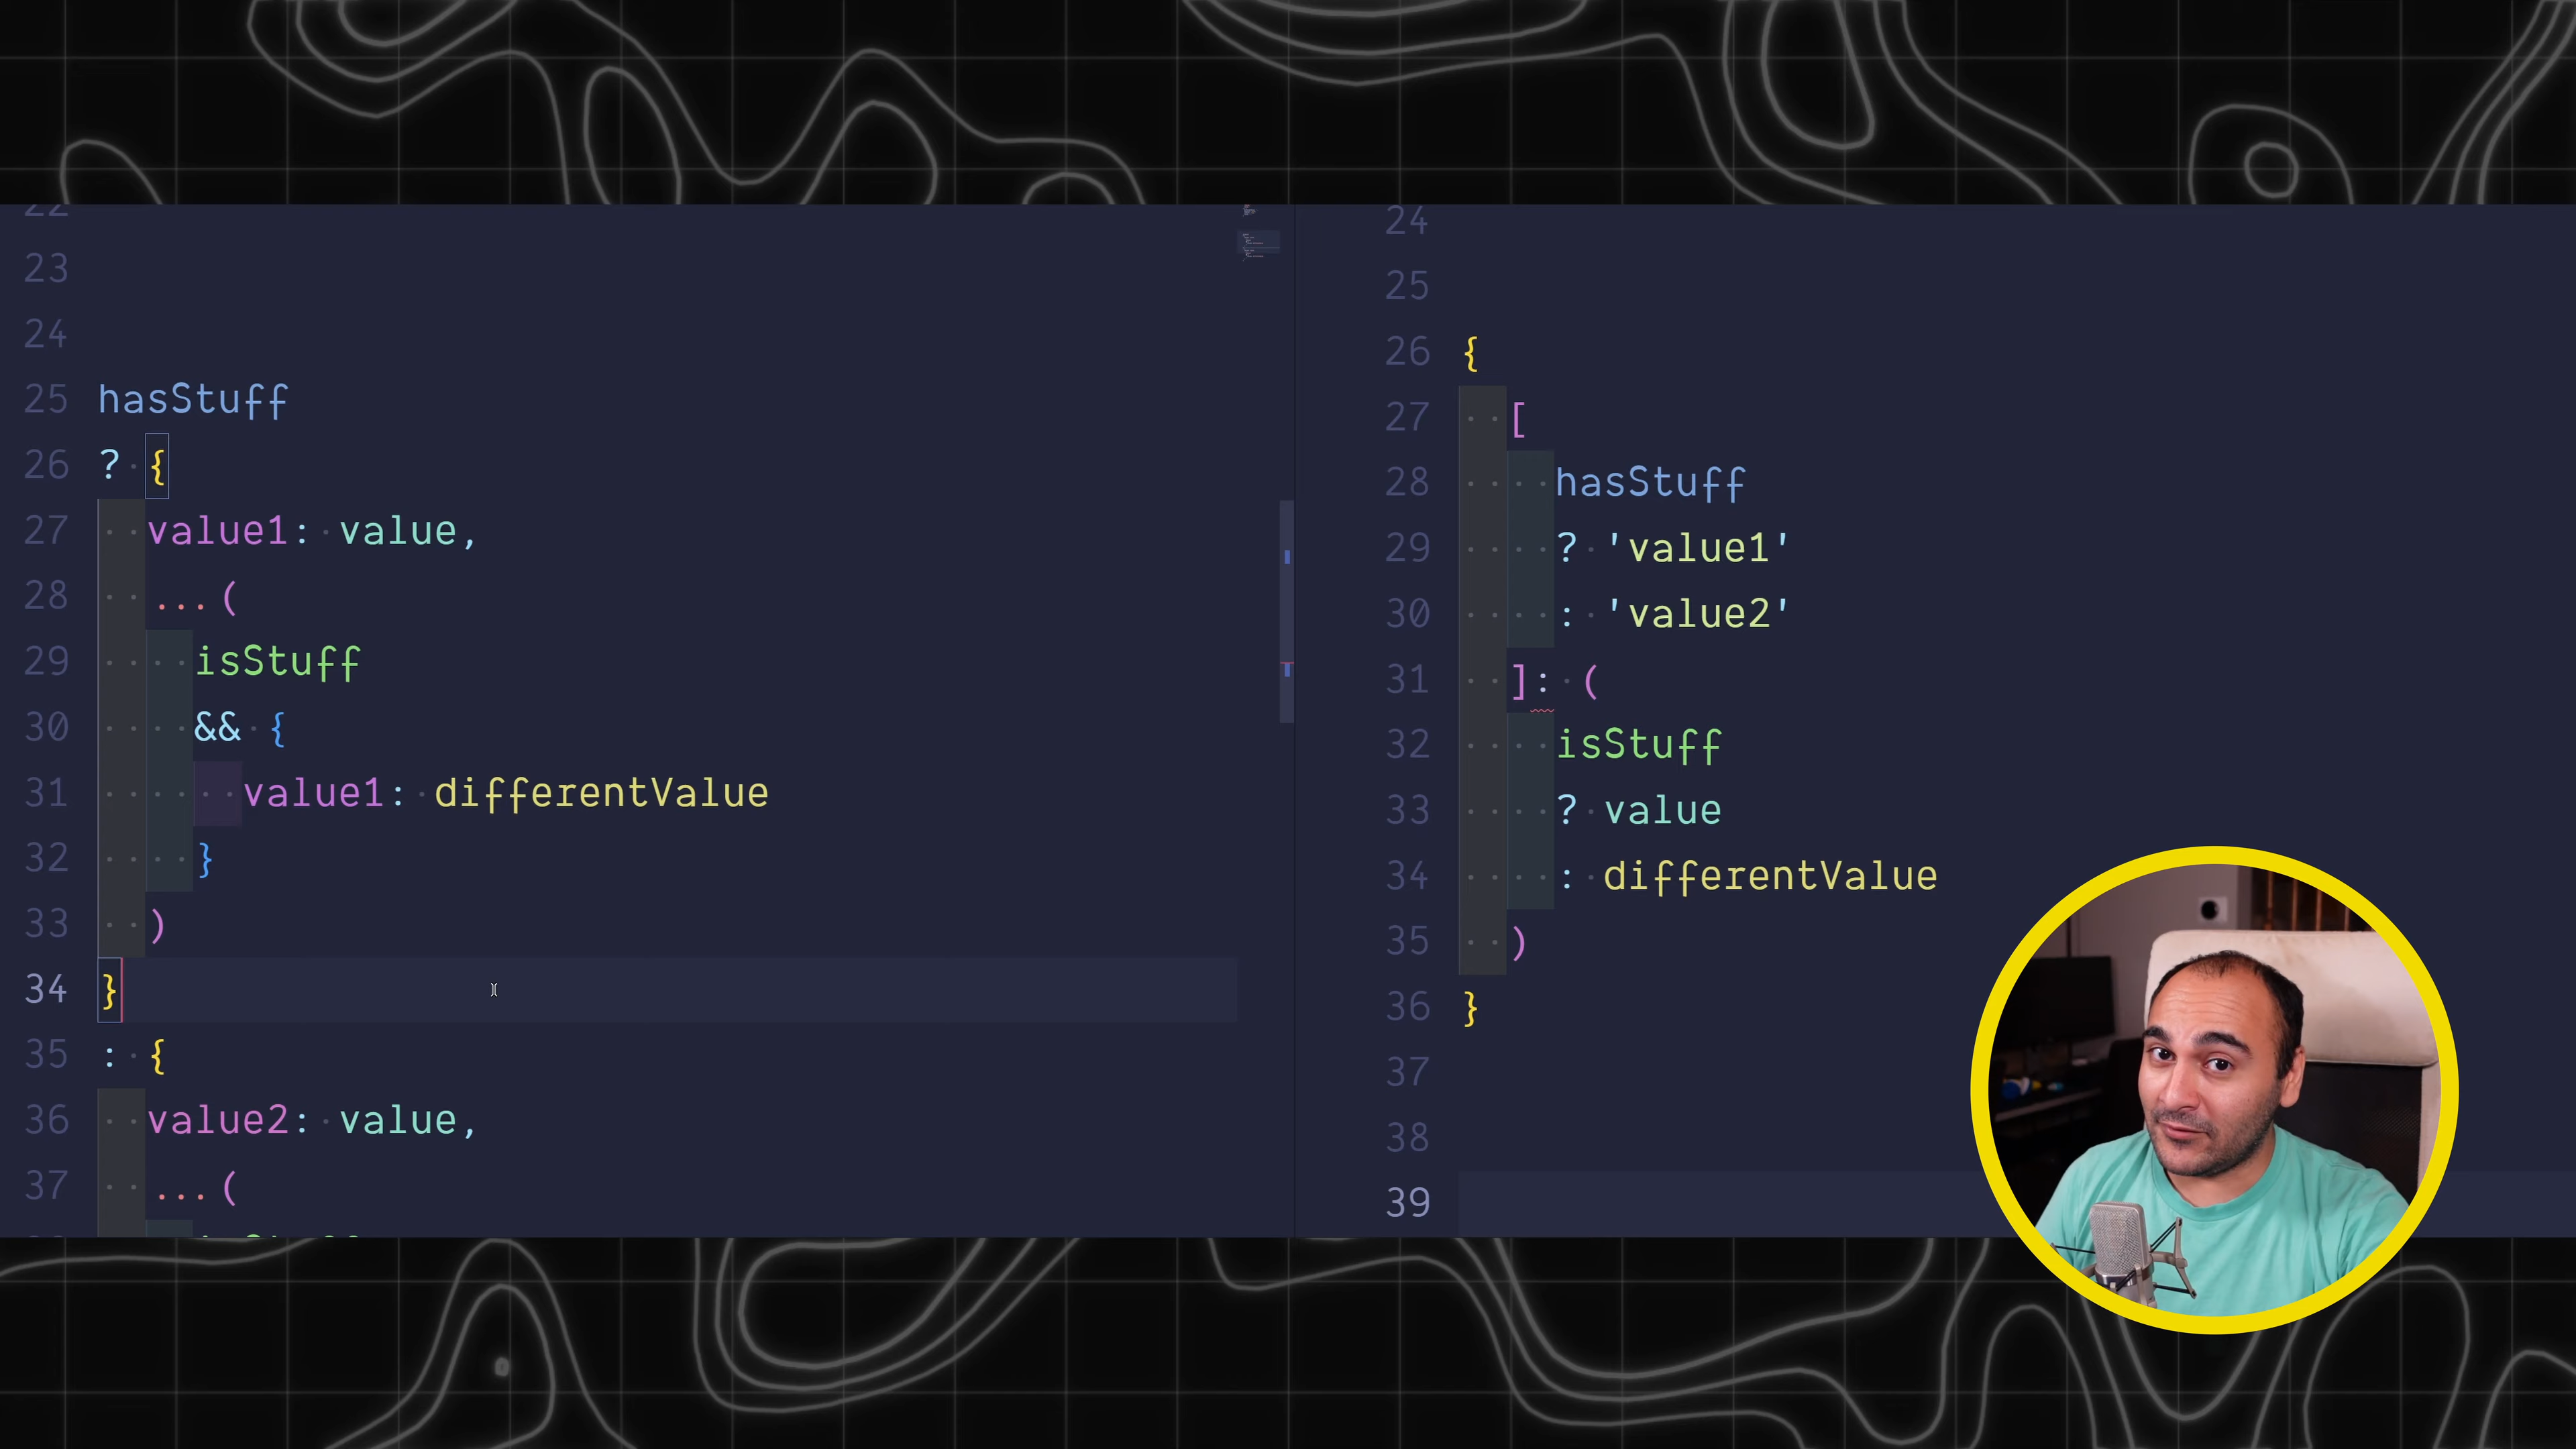 22
23
24
25 hasStuff
26 ? {
27 value1: value,
28 ...(
29 isStuff
30 && {
31 value1: differentValue
32 }
33 )
34 }
35 : {
36 value2: value,
37 ...(
24
25
26 {
27 [
28 hasStuff
29 ? 'value1'
30 : 'value2'
31 ]: (
32 isStuff
33 ? value
34 : differentValue
35 )
36 }
37
38
39